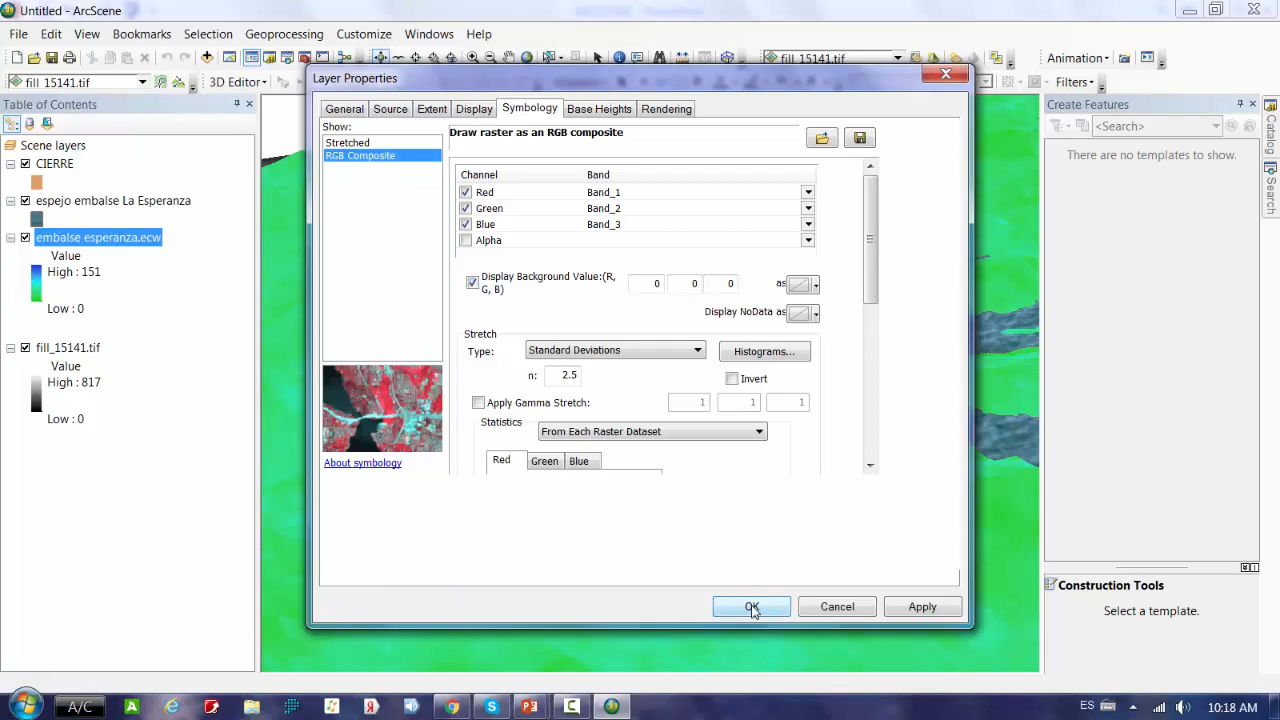 Untitled - ArcScene
File Edit View Bookmarks Selection Geoprocessing Customize Windows Help
fill_15141.tif Animation
fill_15141.tif 3D Editor Filters
Table of Contents
Scene layers
CIERRE
espejo embalse La Esperanza
embalse esperanza.ecw
Value
High : 151
Low : 0
fill_15141.tif
Value
High : 817
Low : 0
Layer Properties
General Source Extent Display Symbology Base Heights Rendering
Show:
Stretched
RGB Composite
About symbology
Draw raster as an RGB composite
Channel Band
Red Band_1
Green Band_2
Blue Band_3
Alpha
Display Background Value:(R, G, B) 0 0 0 as
Display NoData as
Stretch
Type: Standard Deviations Histograms...
n: 2.5
Invert
Apply Gamma Stretch: 1 1 1
Statistics From Each Raster Dataset
Red Green Blue
OK Cancel Apply
Create Features
<Search>
There are no templates to show.
Construction Tools
Select a template.
Catalog
Search
A/C ES 10:18 AM